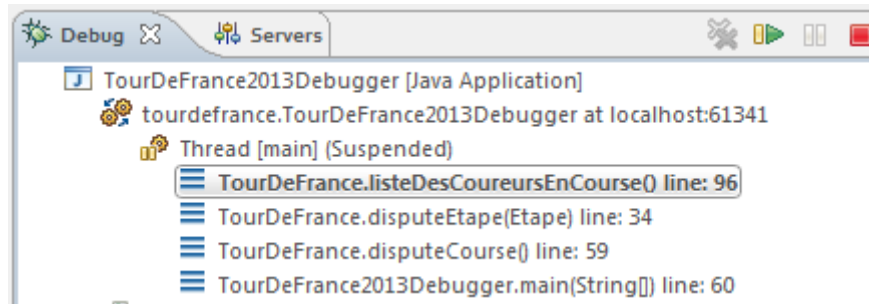 Debug Servers
TourDeFrance2013Debugger [Java Application]
tourdefrance.TourDeFrance2013Debugger at localhost:61341
Thread [main] (Suspended)
TourDeFrance.listeDesCoureursEnCourse() line: 96
TourDeFrance.disputeEtape(Etape) line: 34
TourDeFrance.disputeCourse() line: 59
TourDeFrance2013Debugger.main(String[]) line: 60